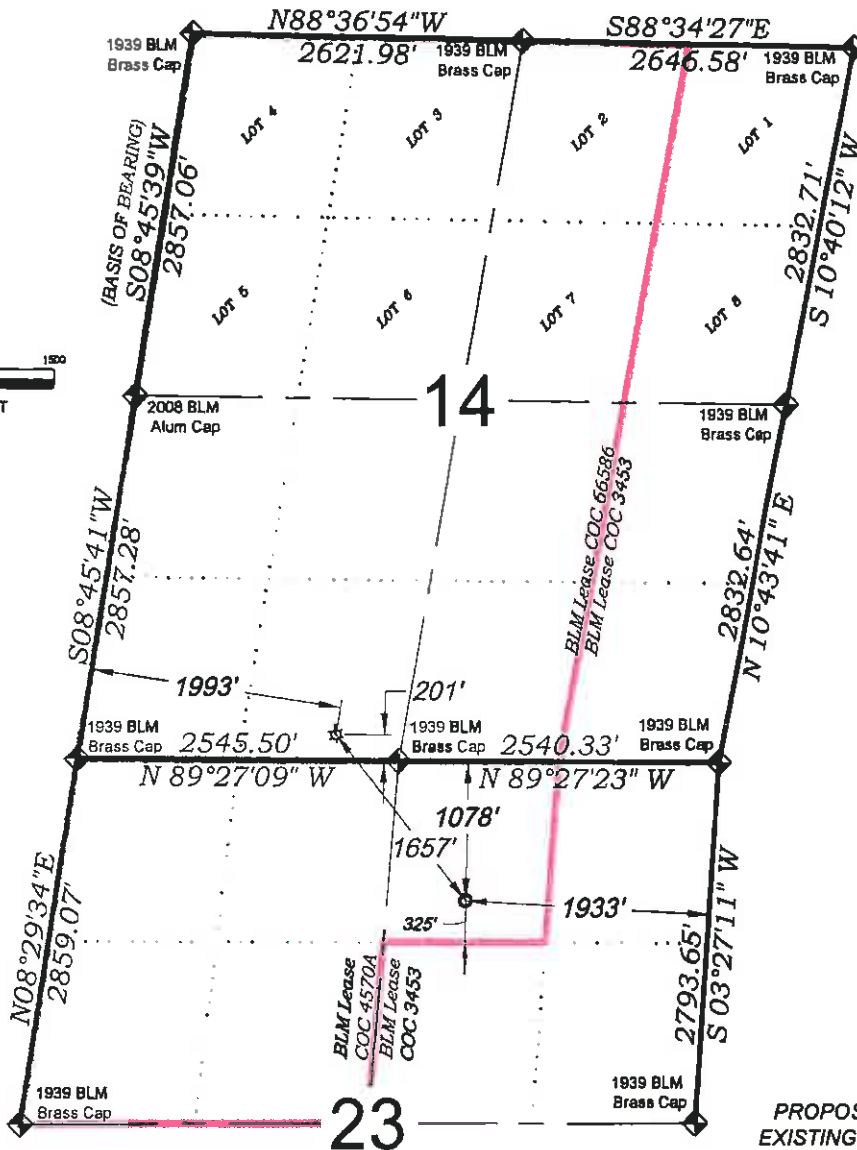 N88°36'54"W
S88°34'27"E
1939 BLM
Brass Cap
2621.98'
1939 BLM
Brass Cap
2646.58'
1939 BLM
Brass Cap
LOT 4
LOT 3
LOT 2
LOT 1
(BASIS OF BEARING)
S08°45'39"W
2857.06'
2832.71'
S 10°40'12" W
LOT 5
LOT 6
LOT 7
LOT 8
1500
T
14
2008 BLM
Alum Cap
1939 BLM
Brass Cap
BLM Lease COC 66586
BLM Lease COC 3453
S08°45'41"W
2857.28'
2832.64'
N 10°43'41" E
1993'
201'
1939 BLM
Brass Cap
2545.50'
1939 BLM
Brass Cap
2540.33'
1939 BLM
Brass Cap
N 89°27'09" W
N 89°27'23" W
1078'
1657'
1933'
325'
N08°29'34"E
2859.07'
2793.65'
S 03°27'11" W
BLM Lease
COC 4570A
BLM Lease
COC 3453
1939 BLM
Brass Cap
1939 BLM
Brass Cap
23
PROPOS
EXISTING